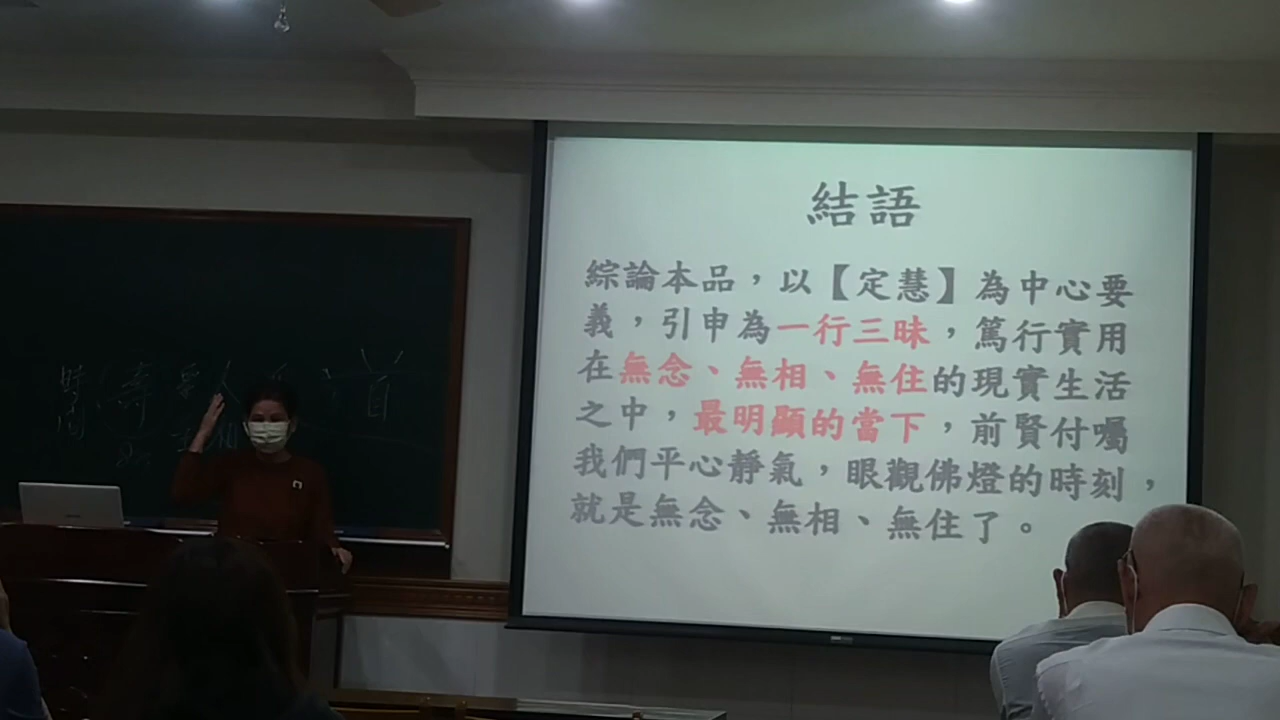 結語
綜論本品，以【定慧】為中心要
義，引申為一行三昧，篤行實用
在無念、無相、無住的現實生活
之中，最明顯的當下，前賢付囑
我們平心靜氣，眼觀佛燈的時刻，
就是無念、無相、無住了。
道